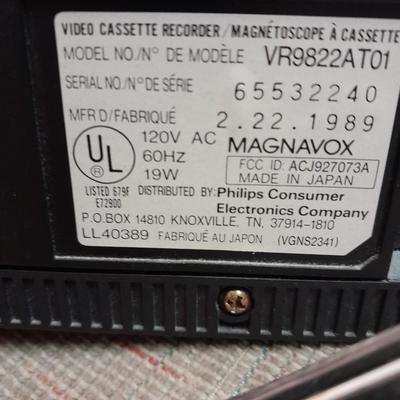 VIDEO CASSETTE RECORDER/MAGNÉTOSCOPE À CASSETTE
MODEL NO./Nº DE MODÈLE VR9822AT01
SERIAL NO./Nº DE SÉRIE 65532240
MFR D/FABRIQUÉ 2.22.1989
UL
120V AC
60HZ
19W
MAGNAVOX
FCC ID: ACJ927073A
MADE IN JAPAN
LISTED 679F
E72900
DISTRIBUTED BY: Philips Consumer
Electronics Company
P.O.BOX 14810 KNOXVILLE, TN, 37914-1810
LL40389 FABRIQUÉ AU JAPON (VGNS2341)